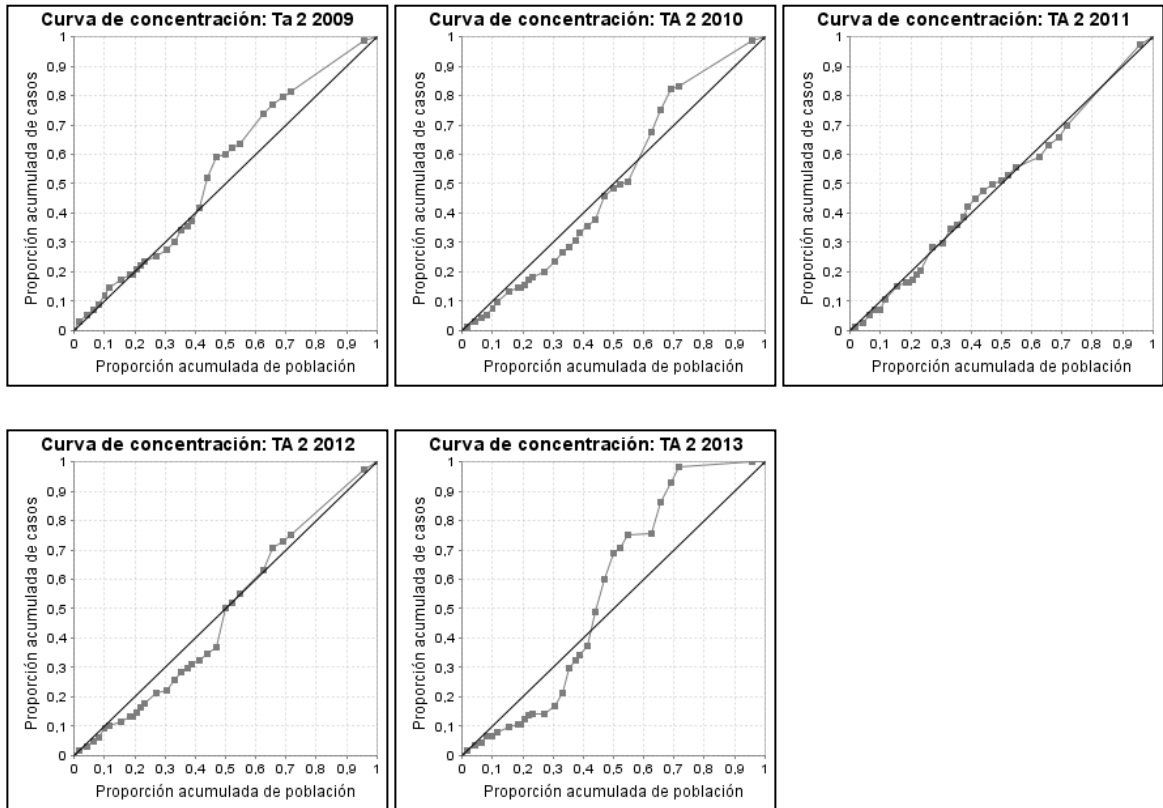 Curva de concentración: Ta 2 2009
1
0,9
0,8
0,7
0,6
0,5
0,4
0,3
0,2
0,1
0
Proporción acumulada de casos
0 0,1 0,2 0,3 0,4 0,5 0,6 0,7 0,8 0,9 1
Proporción acumulada de población
Curva de concentración: TA 2 2010
1
0,9
0,8
0,7
0,6
0,5
0,4
0,3
0,2
0,1
0
Proporción acumulada de casos
0 0,1 0,2 0,3 0,4 0,5 0,6 0,7 0,8 0,9 1
Proporción acumulada de población
Curva de concentración: TA 2 2011
1
0,9
0,8
0,7
0,6
0,5
0,4
0,3
0,2
0,1
0
Proporción acumulada de casos
0 0,1 0,2 0,3 0,4 0,5 0,6 0,7 0,8 0,9 1
Proporción acumulada de población
Curva de concentración: TA 2 2012
1
0,9
0,8
0,7
0,6
0,5
0,4
0,3
0,2
0,1
0
Proporción acumulada de casos
0 0,1 0,2 0,3 0,4 0,5 0,6 0,7 0,8 0,9 1
Proporción acumulada de población
Curva de concentración: TA 2 2013
1
0,9
0,8
0,7
0,6
0,5
0,4
0,3
0,2
0,1
0
Proporción acumulada de casos
0 0,1 0,2 0,3 0,4 0,5 0,6 0,7 0,8 0,9 1
Proporción acumulada de población